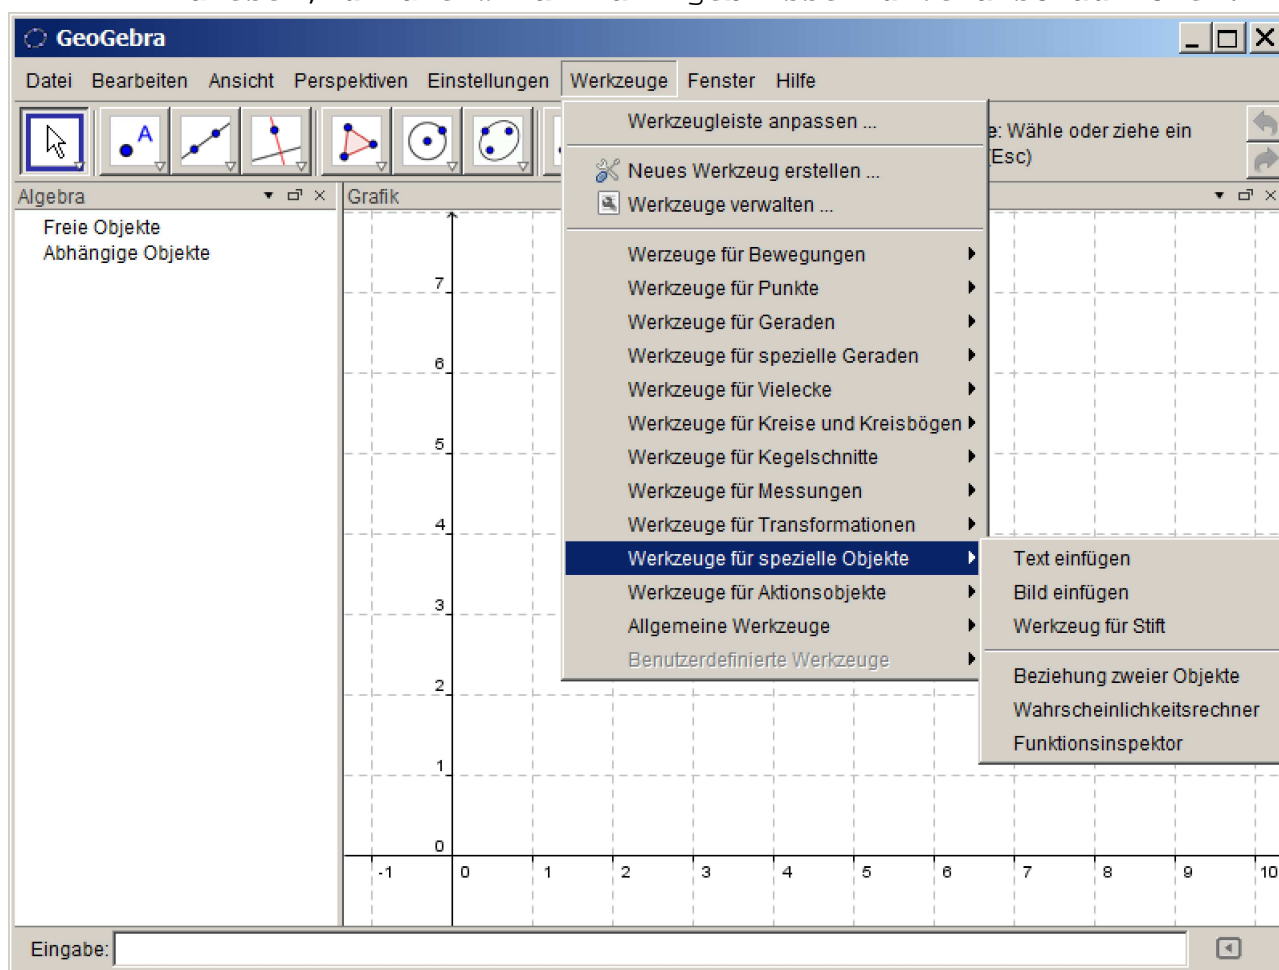 GeoGebra
Datei Bearbeiten Ansicht Perspektiven Einstellungen Werkzeuge Fenster Hilfe
A
: Wähle oder ziehe ein
(Esc)
Werkzeugleiste anpassen ...
Neues Werkzeug erstellen ...
Werkzeuge verwalten ...
Werzeuge für Bewegungen
Werkzeuge für Punkte
Werkzeuge für Geraden
Werkzeuge für spezielle Geraden
Werkzeuge für Vielecke
Werkzeuge für Kreise und Kreisbögen
Werkzeuge für Kegelschnitte
Werkzeuge für Messungen
Werkzeuge für Transformationen
Werkzeuge für spezielle Objekte
Werkzeuge für Aktionsobjekte
Allgemeine Werkzeuge
Benutzerdefinierte Werkzeuge
Text einfügen
Bild einfügen
Werkzeug für Stift
Beziehung zweier Objekte
Wahrscheinlichkeitsrechner
Funktionsinspektor
Algebra
Freie Objekte
Abhängige Objekte
Grafik
7
6
5
4
3
2
1
0
-1 0 1 2 3 4 5 6 7 8 9 10
Eingabe: